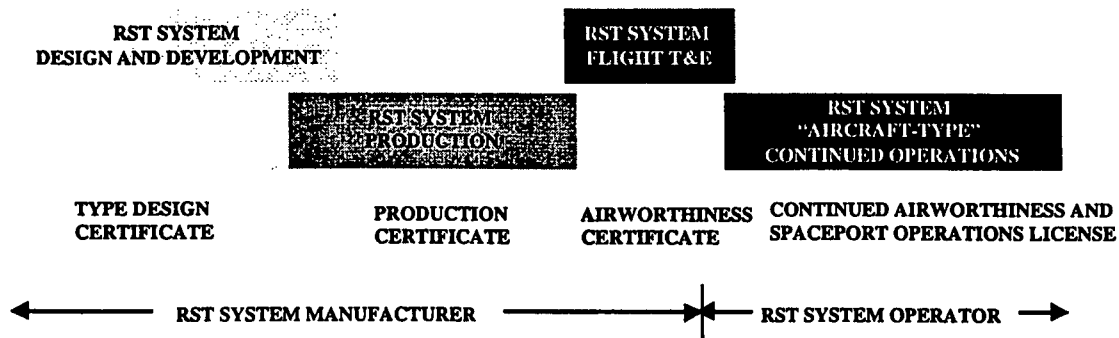 RST SYSTEM
DESIGN AND DEVELOPMENT
RST SYSTEM
FLIGHT T&E
RST SYSTEM
PRODUCTION
RST SYSTEM
"AIRCRAFT-TYPE"
CONTINUED OPERATIONS
TYPE DESIGN
CERTIFICATE
PRODUCTION
CERTIFICATE
AIRWORTHINESS
CERTIFICATE
CONTINUED AIRWORTHINESS AND
SPACEPORT OPERATIONS LICENSE
RST SYSTEM MANUFACTURER
RST SYSTEM OPERATOR